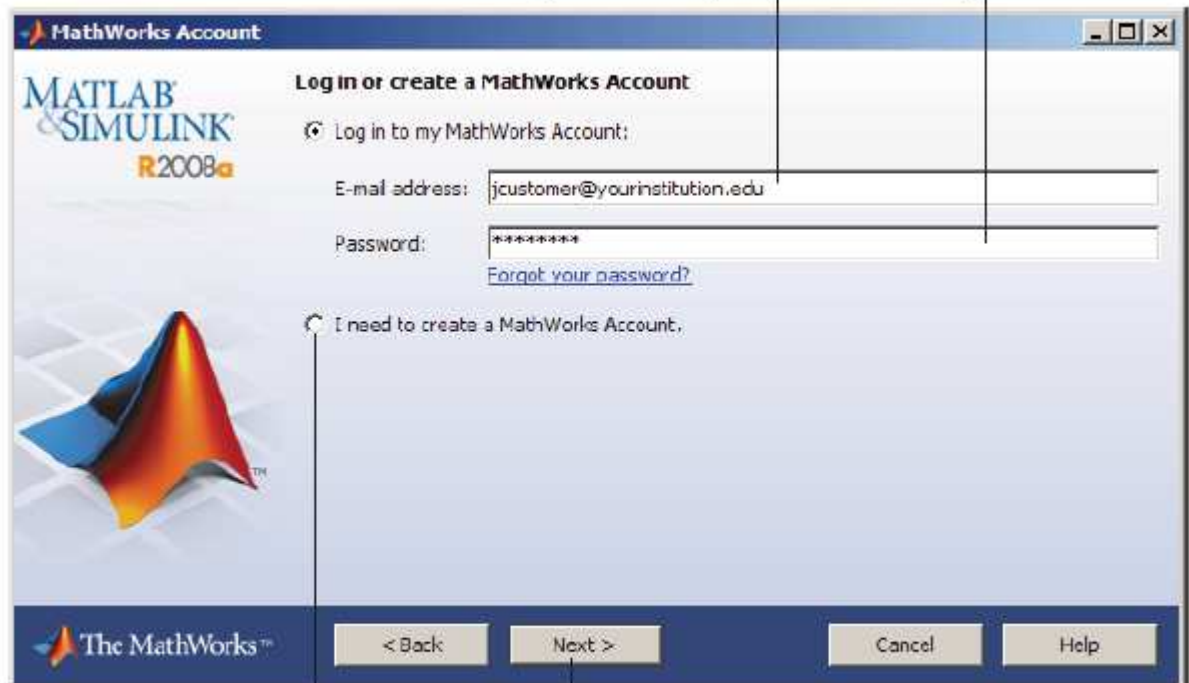 MathWorks Account
MATLAB
&SIMULINK
R2008a
Log in or create a MathWorks Account
Log in to my MathWorks Account:
E-mail address: jcustomer@yourinstitution.edu
Password: ********
Forgot your password?
I need to create a MathWorks Account.
TM
The MathWorks™
< Back
Next >
Cancel
Help